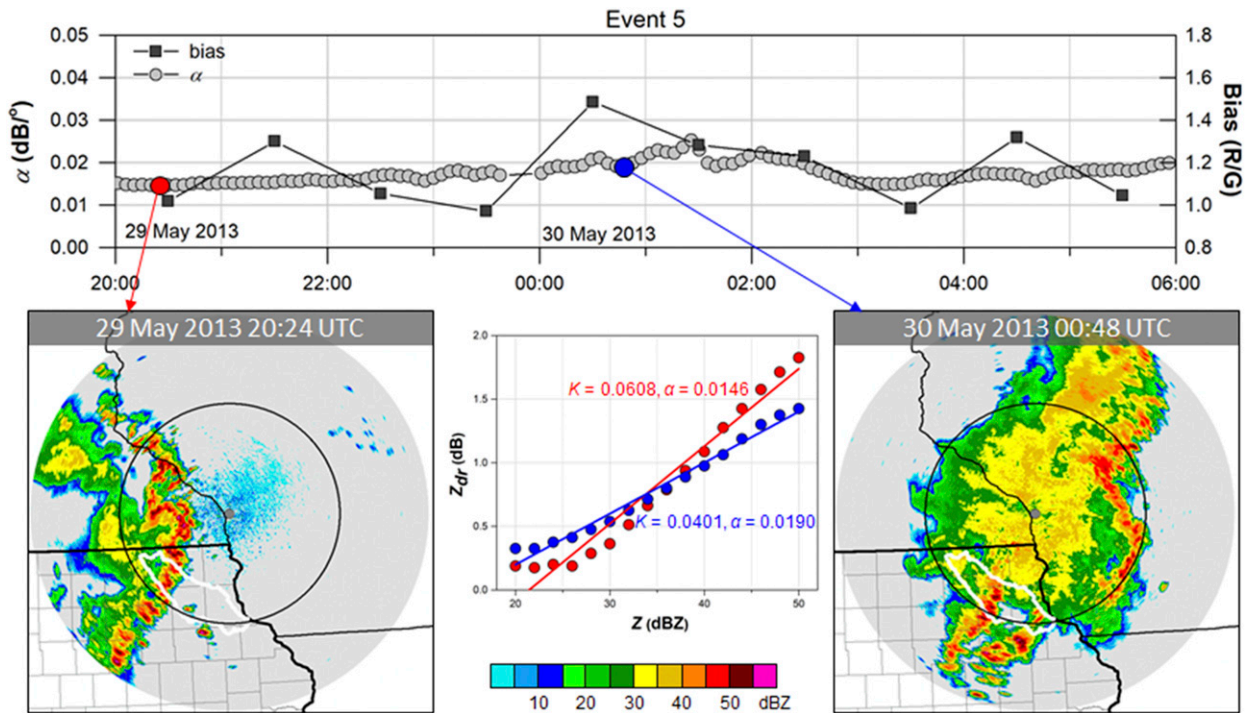 Event 5
0.05
0.04
0.03
0.02
0.01
0.00
α (dB/°)
bias
α
1.8
1.6
1.4
1.2
1.0
0.8
Bias (R/G)
29 May 2013
30 May 2013
20:00 22:00 00:00 02:00 04:00 06:00
29 May 2013 20:24 UTC
2.0
1.5
1.0
0.5
0.0
Zdr (dB)
K = 0.0608, α = 0.0146
K = 0.0401, α = 0.0190
20 30 40 50
Z (dBZ)
10 20 30 40 50 dBZ
30 May 2013 00:48 UTC